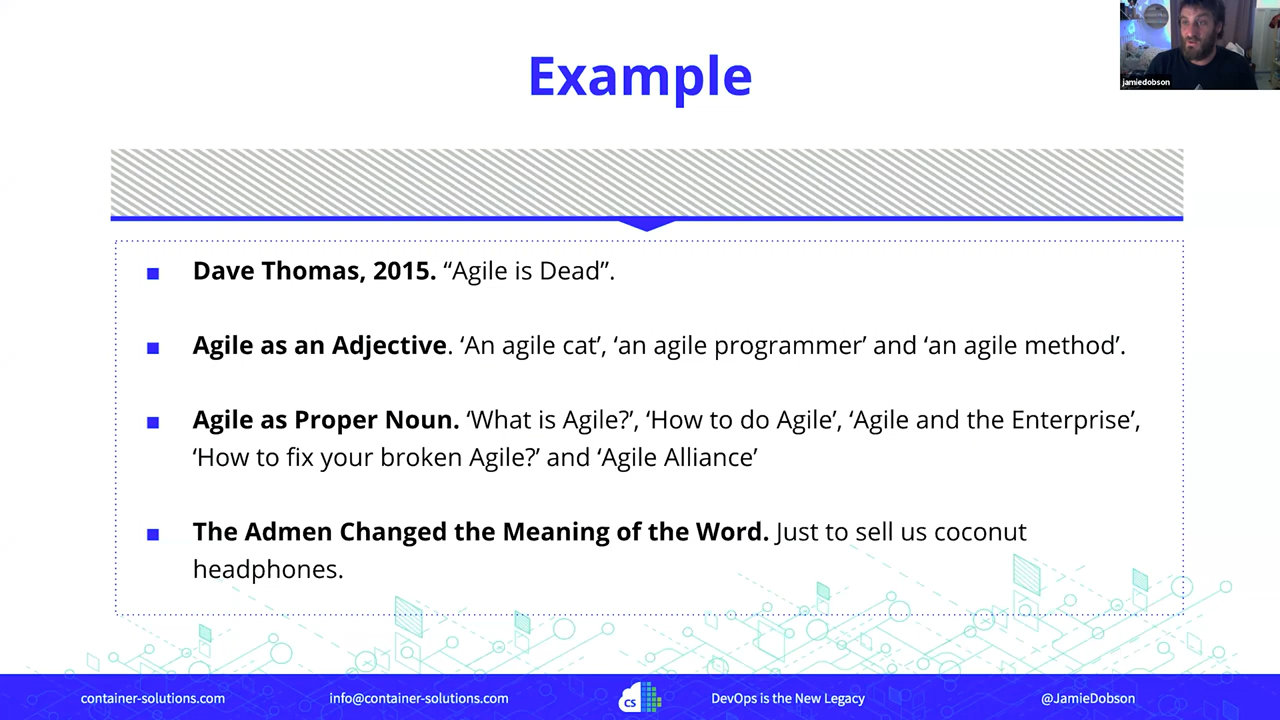 Example
jamiedobson
Dave Thomas, 2015. “Agile is Dead”.
Agile as an Adjective. ‘An agile cat’, ‘an agile programmer’ and ‘an agile method’.
Agile as Proper Noun. ‘What is Agile?’, ‘How to do Agile’, ‘Agile and the Enterprise’,
‘How to fix your broken Agile?’ and ‘Agile Alliance’
The Admen Changed the Meaning of the Word. Just to sell us coconut
headphones.
container-solutions.com
info@container-solutions.com
CS
DevOps is the New Legacy
@JamieDobson